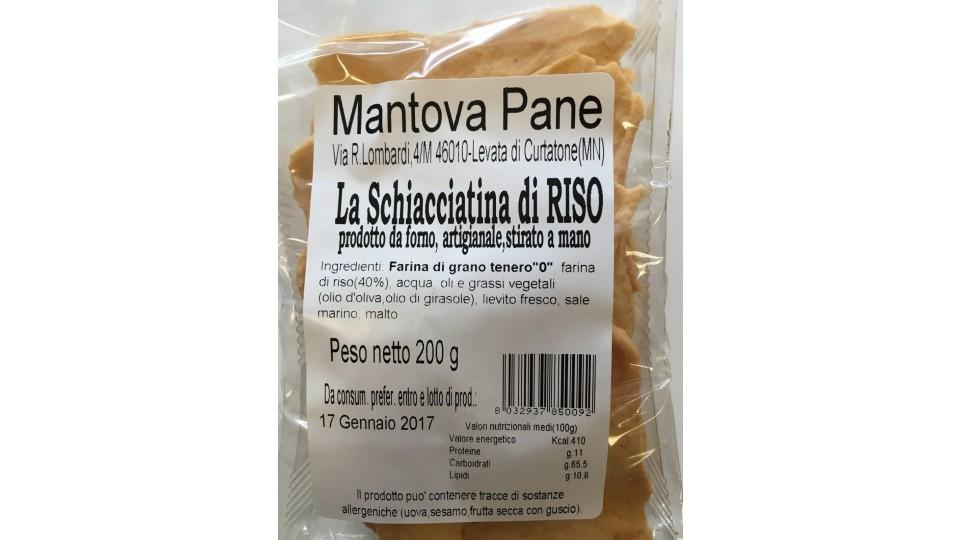 Mantova Pane
Via R.Lombardi,4/M 46010-Levata di Curtatone(MN)
La Schiacciatina di RISO
prodotto da forno, artigianale,stirato a mano
Ingredienti: Farina di grano tenero"0", farina
di riso(40%), acqua, oli e grassi vegetali
(olio d'oliva,olio di girasole), lievito fresco, sale
marino, malto
Peso netto 200 g
Da consum. prefer. entro e lotto di prod.:
17 Gennaio 2017
8 032937 850092
Valori nutrizionali medi(100g)
Valore energetico Kcal.410
Proteine g.11
Carboidrati g.65,5
Lipidi g 10,8
Il prodotto puo' contenere tracce di sostanze
allergeniche (uova,sesamo,frutta secca con guscio).